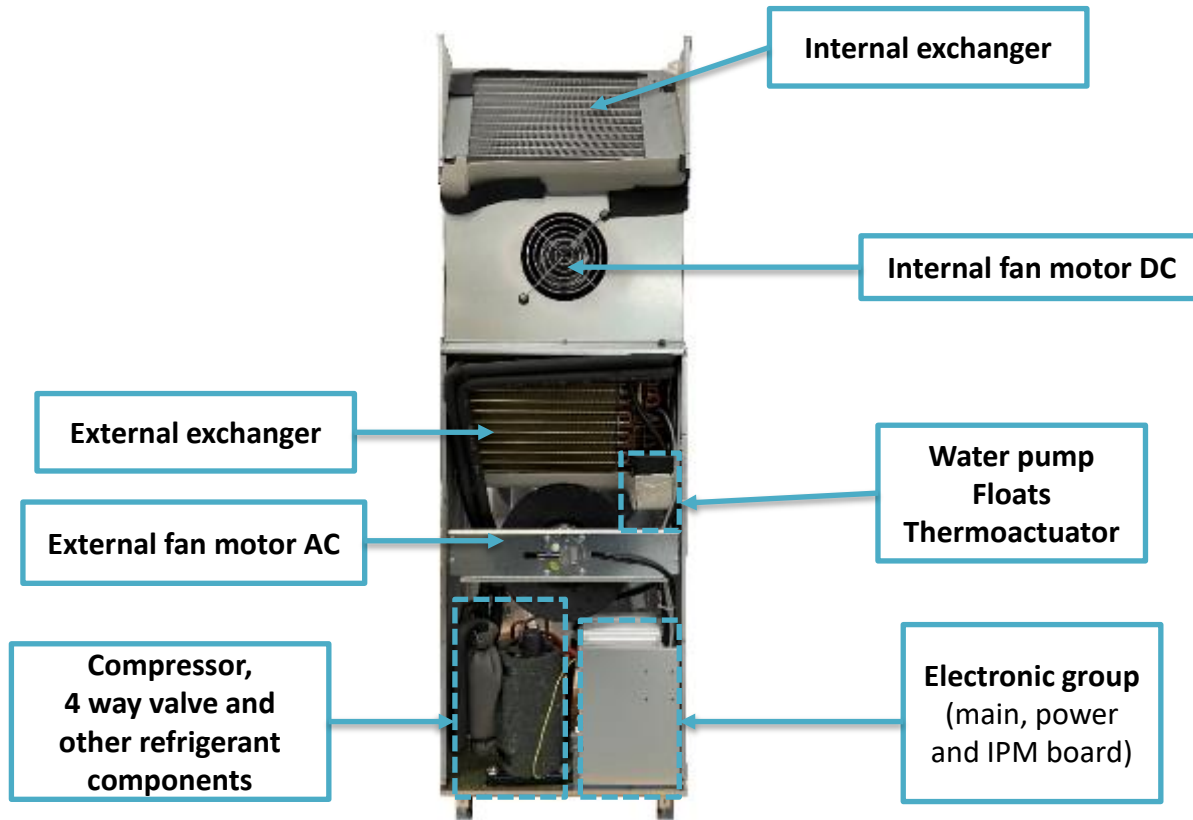 Internal exchanger
Internal fan motor DC
External exchanger
Water pump
Floats
Thermoactuator
External fan motor AC
Compressor,
4 way valve and
other refrigerant
components
Electronic group
(main, power
and IPM board)